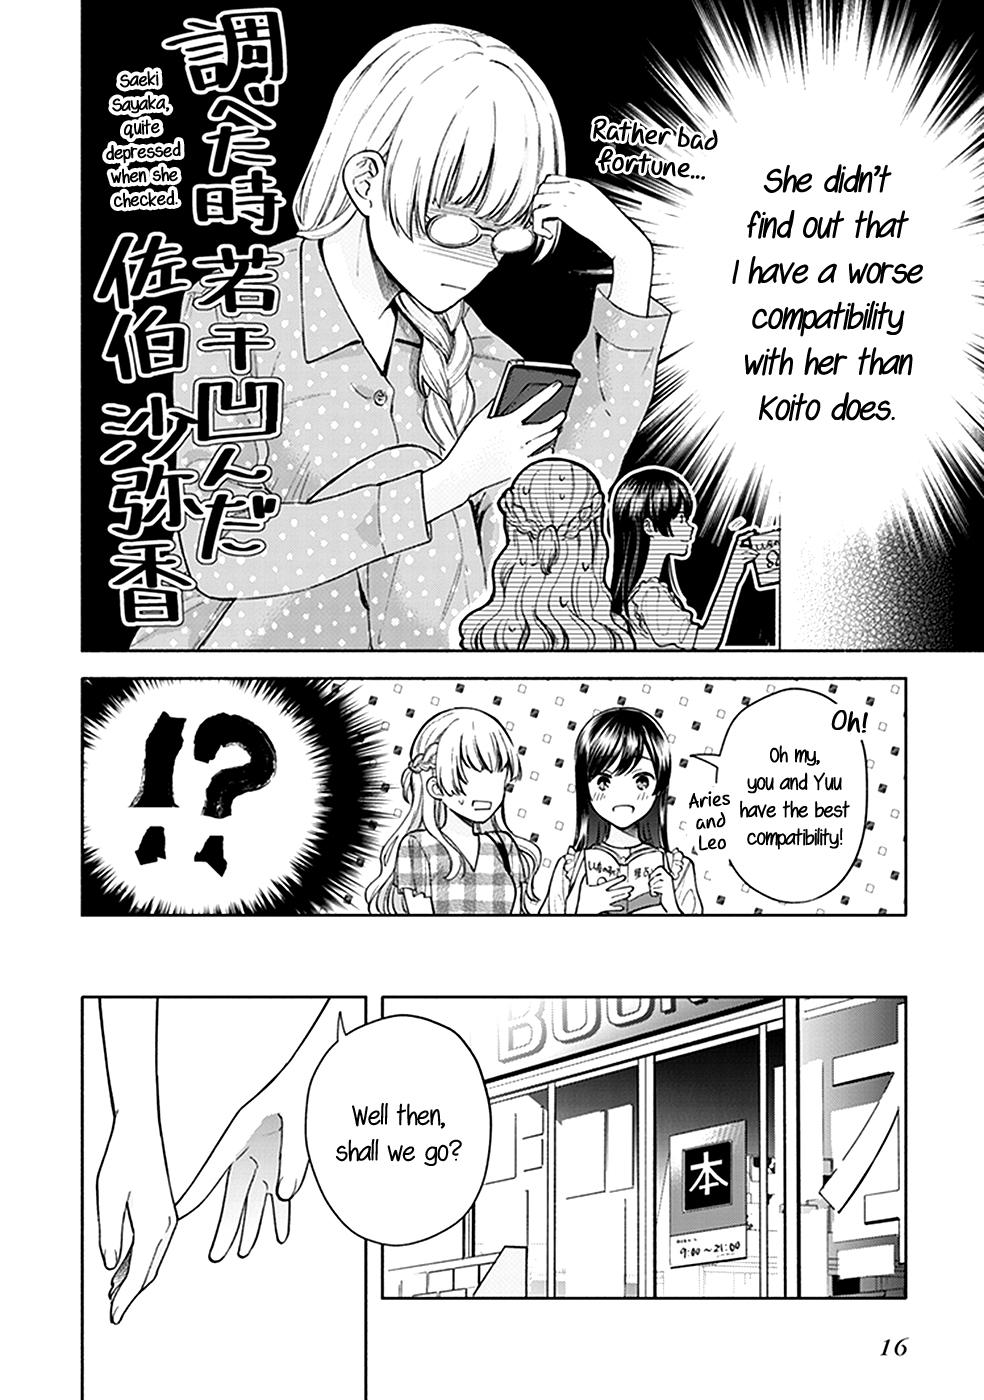 She didn't
find out that
I have a worse
compatibility
with her than
Koito does.
Rather bad
fortune...
調べた時
若干凹んだ
佐伯 沙弥香
Saeki
Sayaka,
quite
depressed
when she
checked.
Oh!
Oh my,
you and Yuu
have the best
compatibility!
Aries
and
Leo
!?
本
9:00～21:00
Well then,
shall we go?
16